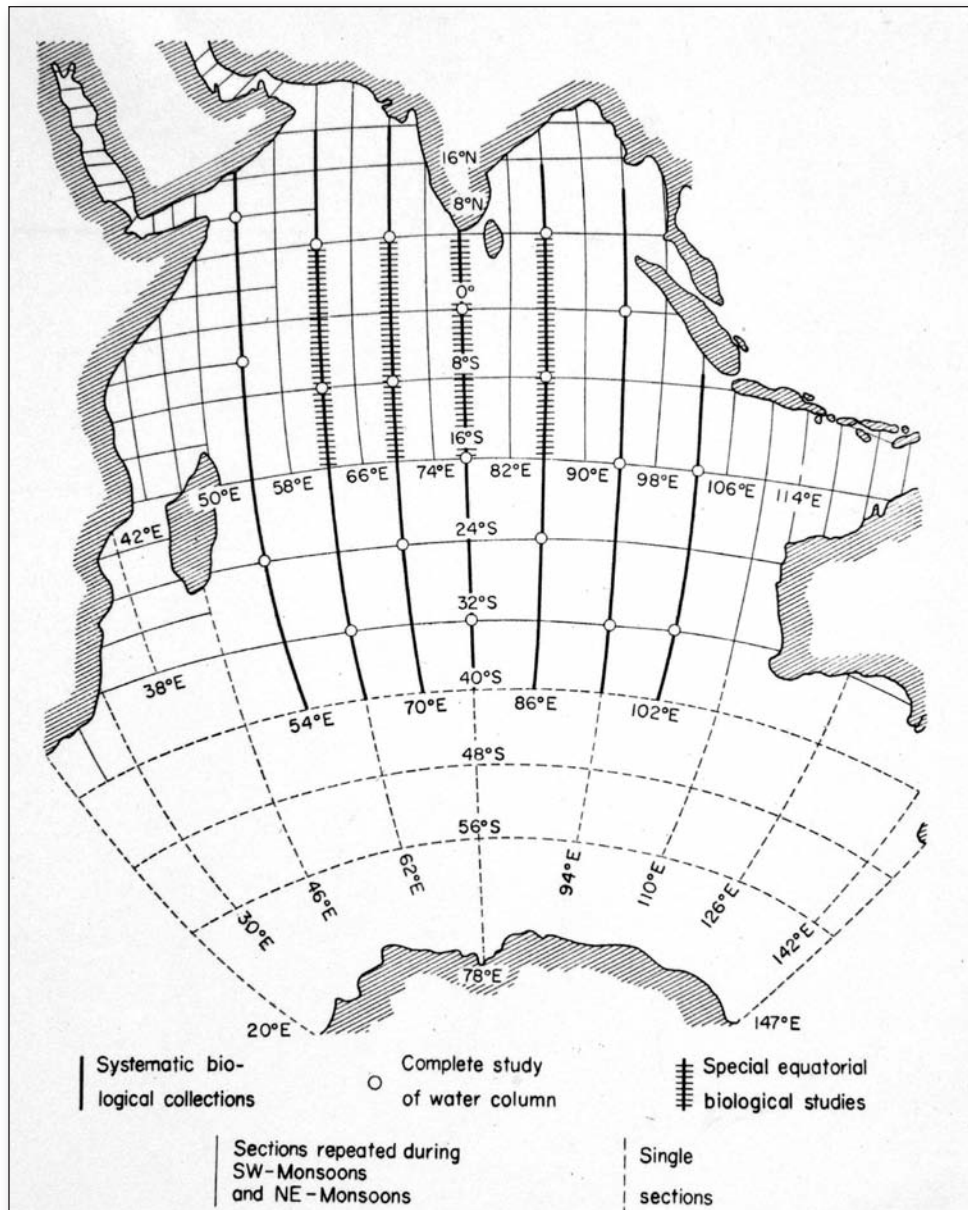 16°N
8°N
0°
8°S
16°S
50°E 58°E 66°E 74°E 82°E 90°E 98°E 106°E 114°E
42°E
24°S
32°S
38°E
40°S
54°E 70°E 86°E 102°E
48°S
56°S
30°E 46°E 62°E 94°E 110°E 126°E 142°E
78°E
20°E 147°E
Systematic bio-
logical collections
Complete study
of water column
Special equatorial
biological studies
Sections repeated during
SW-Monsoons
and NE-Monsoons
Single
sections